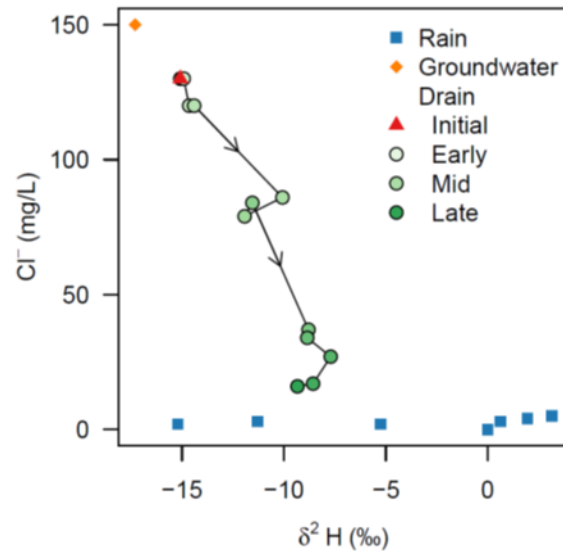 150
100
50
0
Cl⁻ (mg/L)
Rain
Groundwater
Drain
Initial
Early
Mid
Late
−15 −10 −5 0
δ² H (‰)